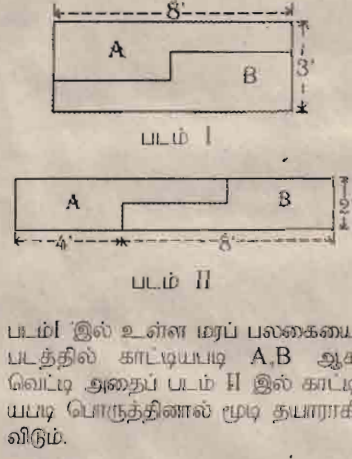 8'
A
3'
B
படம் I
A
B
2'
4'
8'
படம் II
படம்I இல் உள்ள மரப் பலகையை
படத்தில் காட்டியபடி A,B ஆக
வெட்டி அதைப் படம் II இல் காட்டி
யபடி பொருத்தினால் மூடி தயாராகி
விடும்.